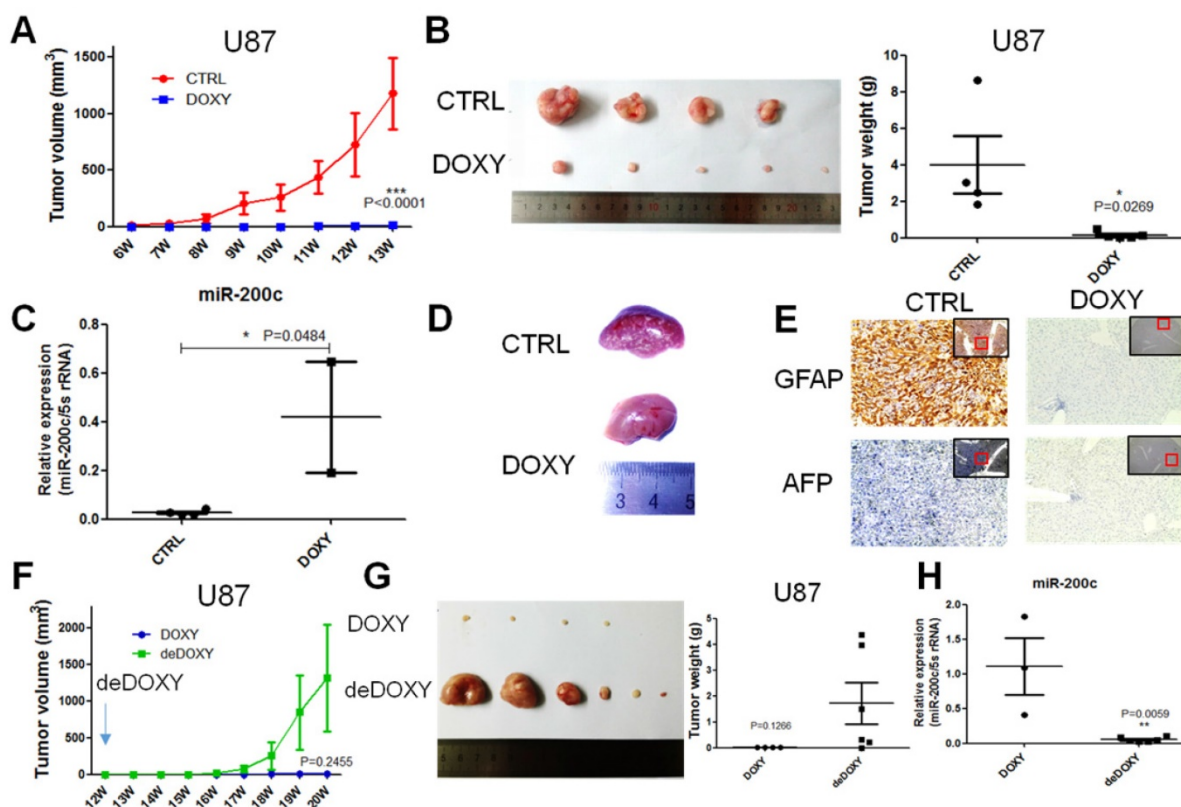 A
U87
Tumor volume (mm³)
1500
1000
500
0
CTRL
DOXY
***
P<0.0001
6W 7W 8W 9W 10W 11W 12W 13W
B
CTRL
DOXY
U87
Tumor weight (g)
10
8
6
4
2
0
*
P=0.0269
CTRL DOXY
C
miR-200c
Relative expression
(miR-200c/5s rRNA)
0.8
0.6
0.4
0.2
0.0
* P=0.0484
CTRL DOXY
D
CTRL
DOXY
3 4 5
E
CTRL DOXY
GFAP
AFP
F
U87
Tumor volume (mm³)
2000
1500
1000
500
0
DOXY
deDOXY
deDOXY
P=0.2455
12W 13W 14W 15W 16W 17W 18W 19W 20W
G
DOXY
deDOXY
U87
Tumor weight (g)
5
4
3
2
1
0
P=0.1266
DOXY deDOXY
H
miR-200c
Relative expression
(miR-200c/5s rRNA)
2.0
1.5
1.0
0.5
0.0
P=0.0059
**
DOXY deDOXY